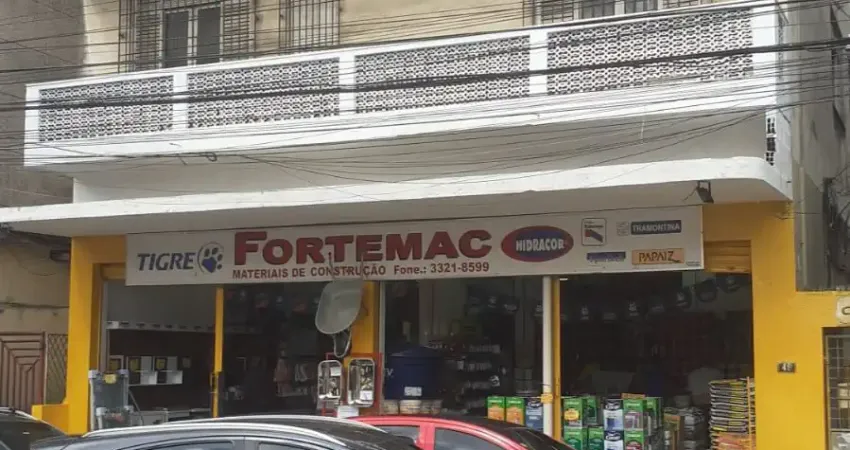 TIGRE
FORTEMAC
MATERIAIS DE CONSTRUÇÃO Fone.: 3321-8599
HIDRACOR
TRAMONTINA
PAPAIZ